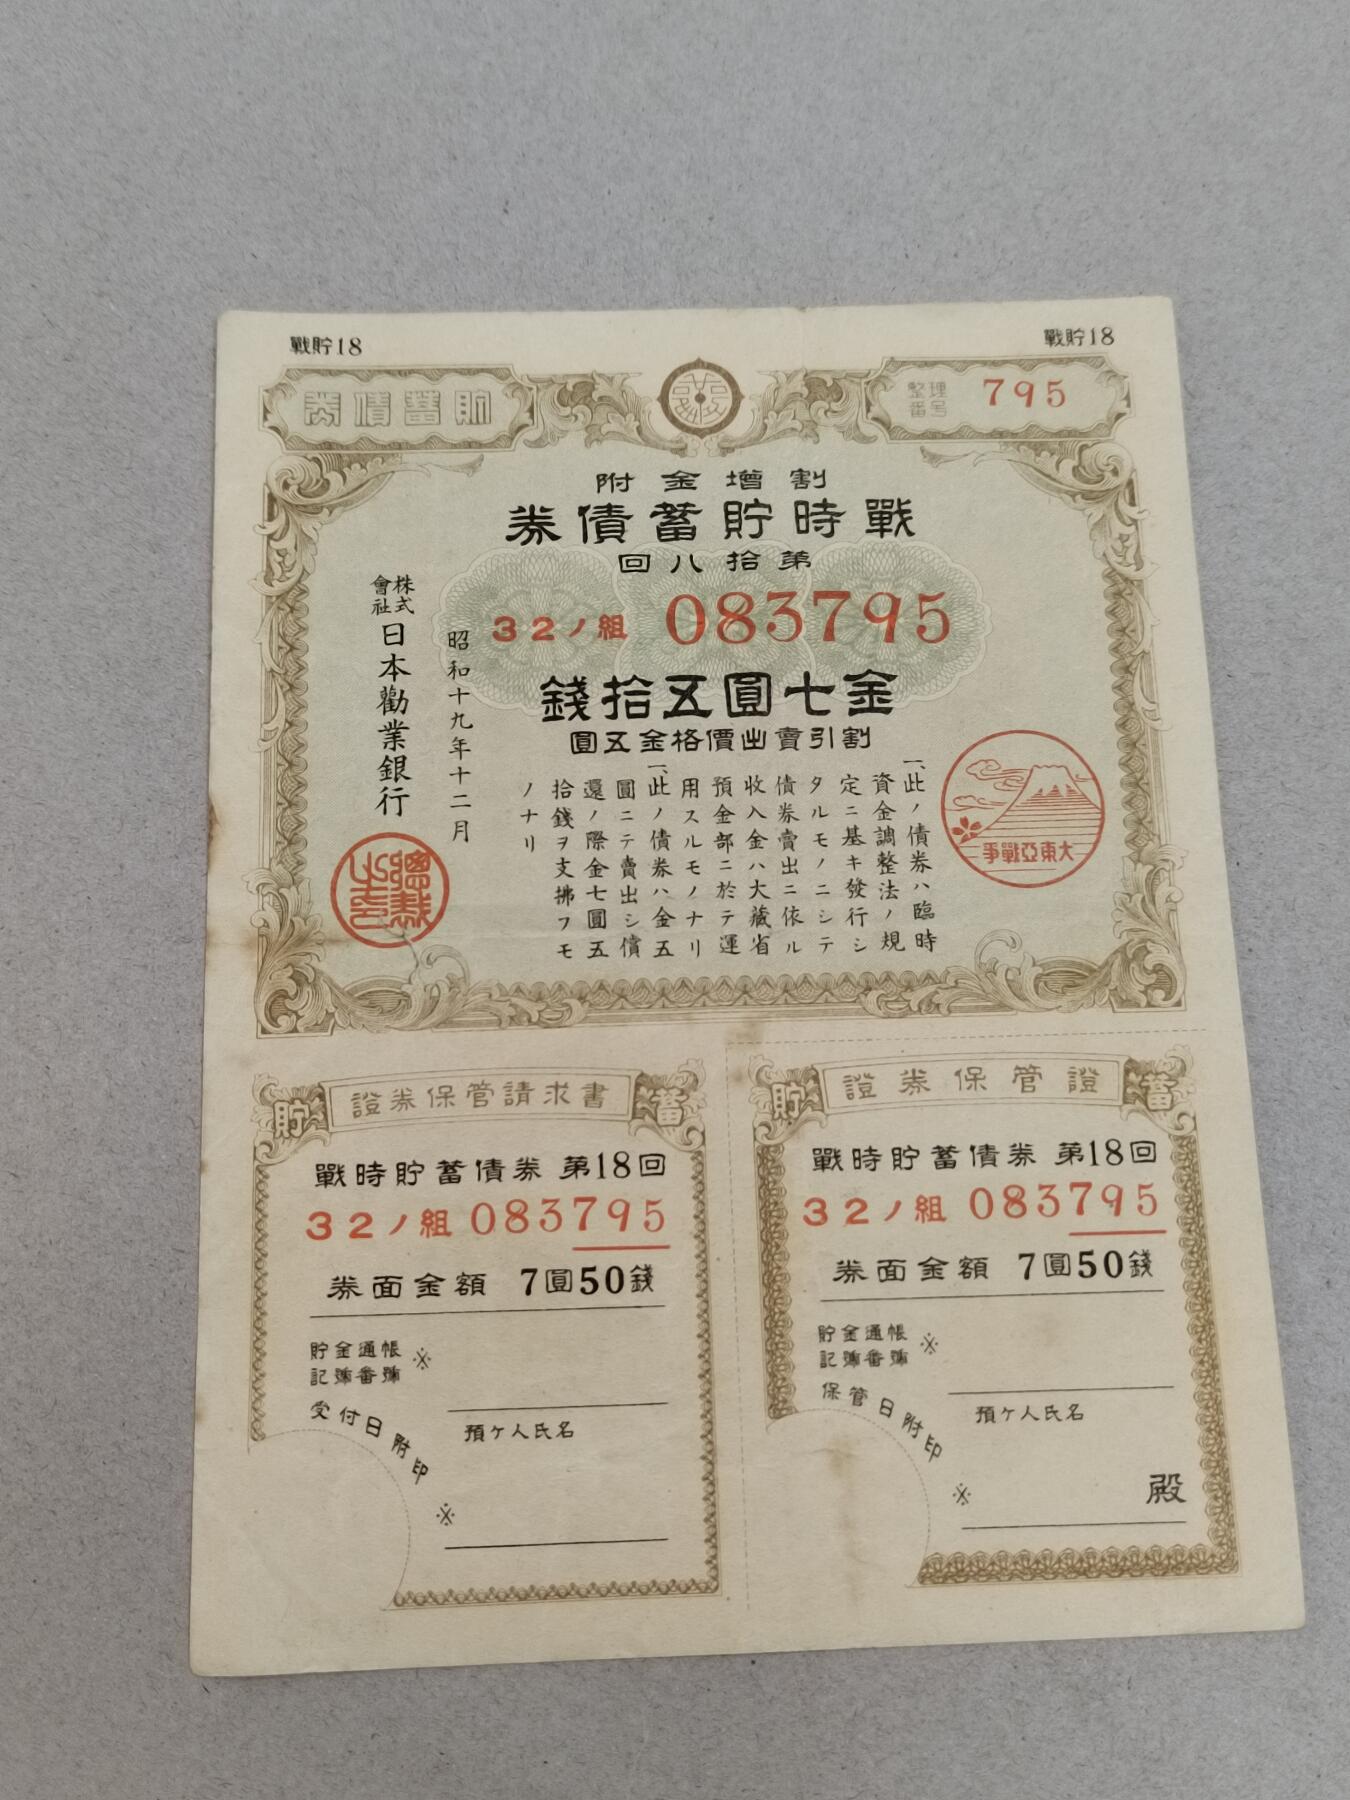 戰貯18
戰貯18
貯蓄債券
整理番号 795
割增金附
戰時貯蓄債券
第拾八回
32ノ組 083795
金七圓五拾錢
割引賣出價格金五圓
一、此ノ債券ハ臨時
資金調整法ノ規
定ニ基キ發行シ
タルモノニシテ
債券賣出ニ依ル
收入金ハ大藏省
預金部ニ於テ運
用スルモノナリ
一、此ノ債券ハ金五
圓ニテ賣出シ償
還ノ際金七圓五
拾錢ヲ支拂フモ
ノナリ
大東亞戰爭
昭和十九年十二月
株式會社日本勸業銀行
總裁之印
證券保管請求書
貯
蓄
戰時貯蓄債券 第18回
32ノ組 083795
券面金額 7圓50錢
貯金通帳
記號番號 ※
受付日附印
預ケ人氏名
※
證券保管證
貯
蓄
戰時貯蓄債券 第18回
32ノ組 083795
券面金額 7圓50錢
貯金通帳
記號番號 ※
保管日附印
預ケ人氏名
※
殿